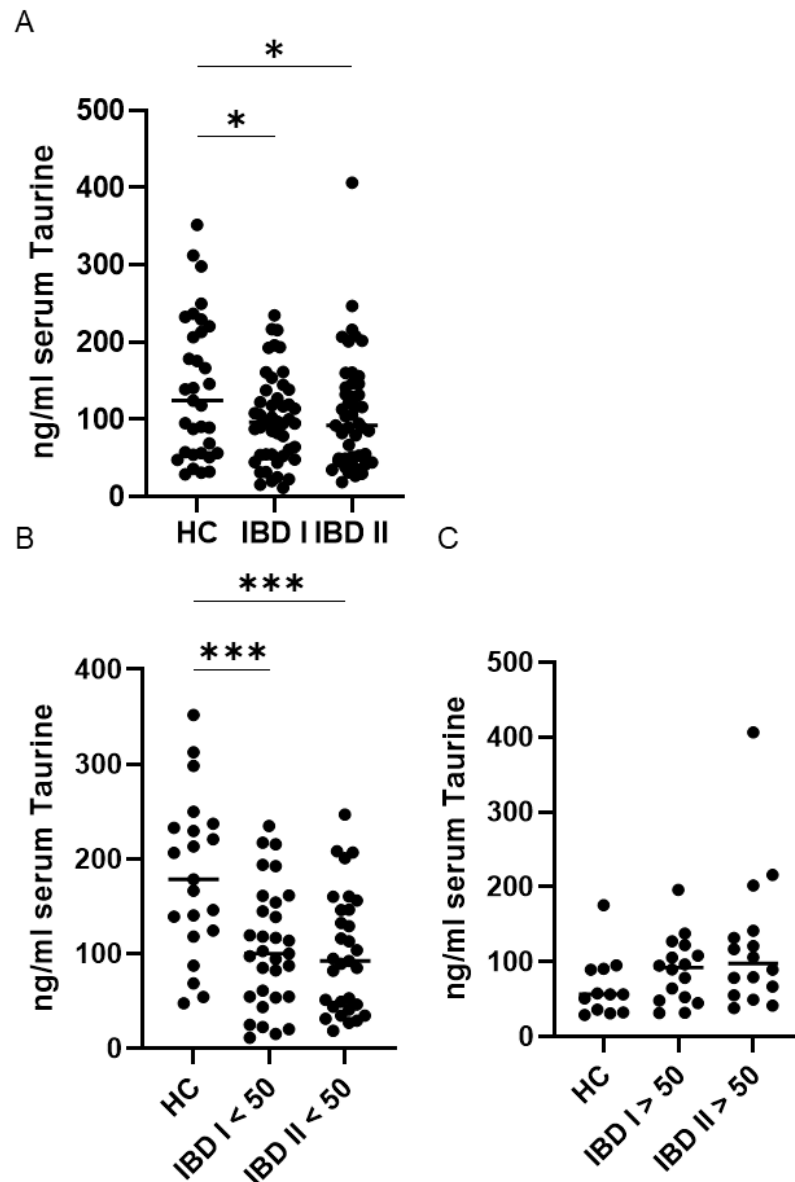 A
*
*
500
400
300
200
100
0
ng/ml serum Taurine
HC IBD I IBD II
B
***
***
400
300
200
100
0
ng/ml serum Taurine
HC
IBD I < 50
IBD II < 50
C
500
400
300
200
100
0
ng/ml serum Taurine
HC
IBD I > 50
IBD II > 50